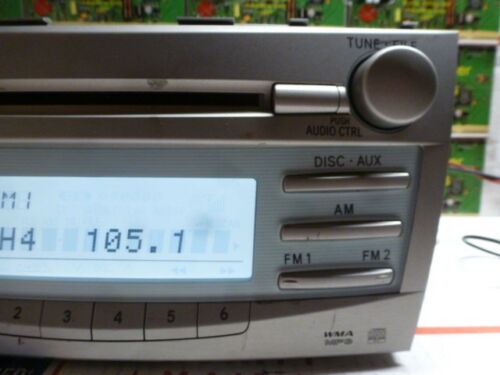 TUNE • FILE
PUSH
AUDIO CTRL
DISC • AUX
M1
AM
H4 105.1
FM 1 FM 2
2 3 4 5 6
WMA
MP3